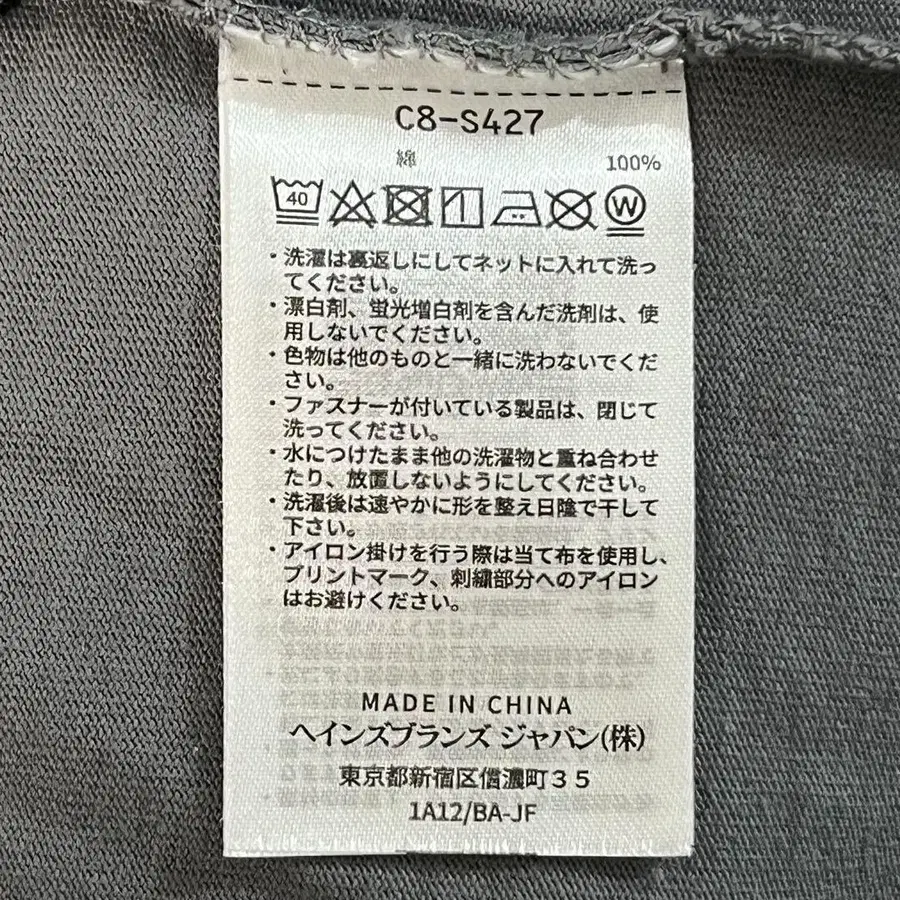 C8-S427
綿 100%
40 W
・洗濯は裏返しにしてネットに入れて洗っ
てください。
・漂白剤、蛍光増白剤を含んだ洗剤は、使
用しないでください。
・色物は他のものと一緒に洗わないでくだ
さい。
・ファスナーが付いている製品は、閉じて
洗ってください。
・水につけたまま他の洗濯物と重ね合わせ
たり、放置しないようにしてください。
・洗濯後は速やかに形を整え日陰で干して
下さい。
・アイロン掛けを行う際は当て布を使用し、
プリントマーク、刺繍部分へのアイロン
はお避けください。
MADE IN CHINA
ヘインズブランズ ジャパン(株)
東京都新宿区信濃町35
1A12/BA-JF